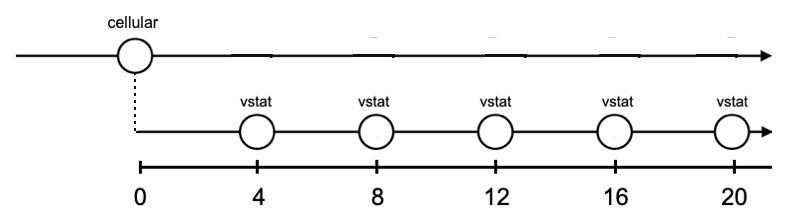 cellular
vstat vstat vstat vstat vstat
0 4 8 12 16 20